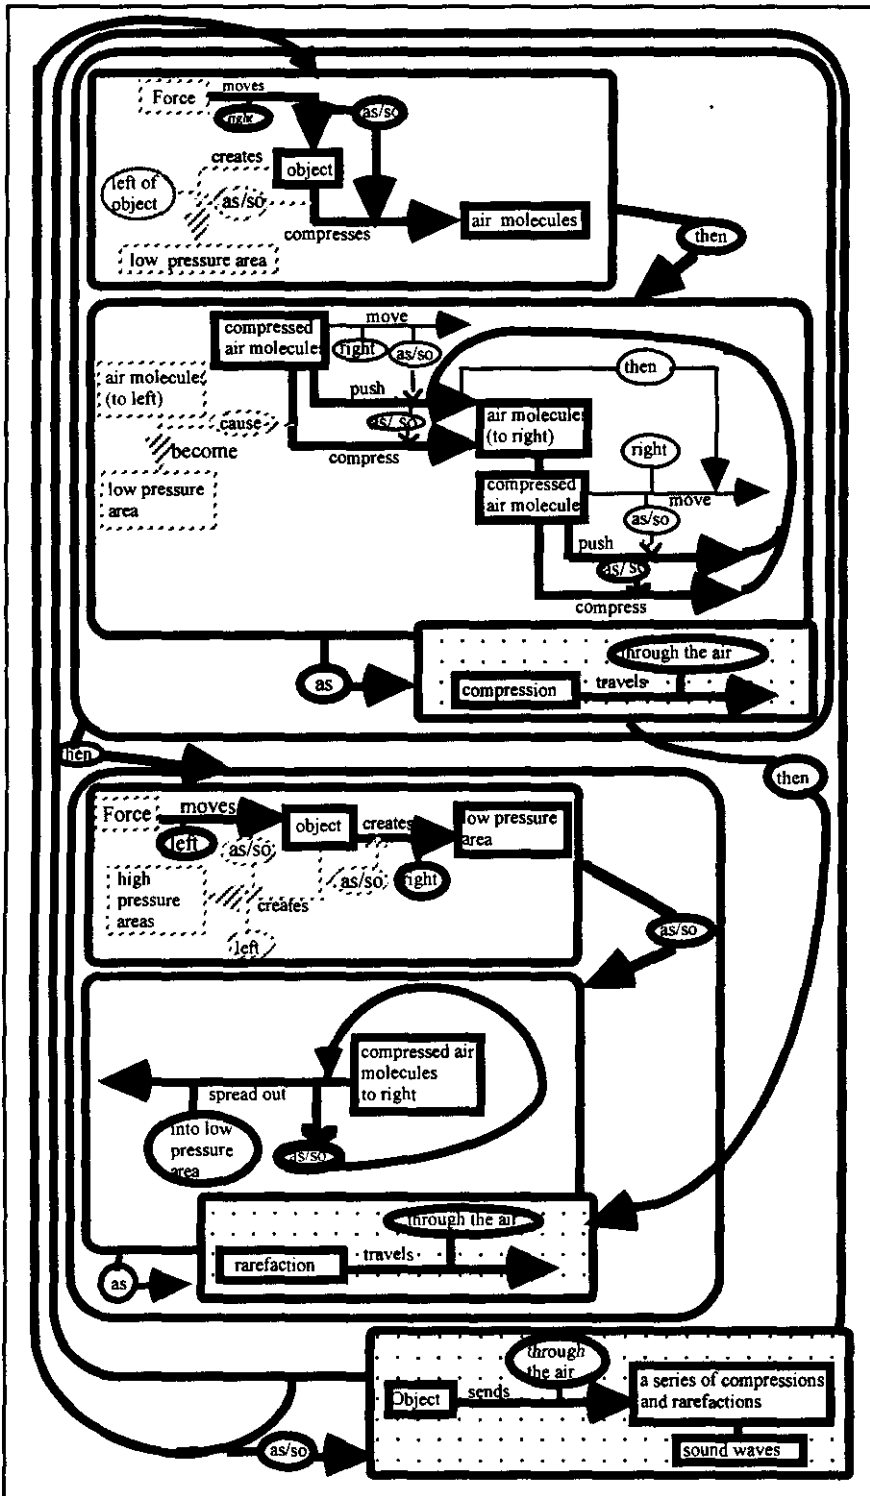 moves
Force
right
as/so
creates
object
left of
object
as/so
air molecules
compresses
low pressure area
then
compressed
air molecules
move
right
as/so
then
air molecules
(to left)
push
air molecules
(to right)
cause
as/ so
become
compress
right
low pressure
area
compressed
air molecule
move
as/so
push
as/ so
compress
through the air
as
compression
travels
then
then
Force
moves
object
creates
low pressure
area
left
as/so
right
as/so
high
pressure
areas
creates
left
as/so
compressed air
molecules
to right
spread out
into low
pressure
area
as/so
through the air
rarefaction
travels
as
through
the air
Object
sends
a series of compressions
and rarefactions
as/so
sound waves